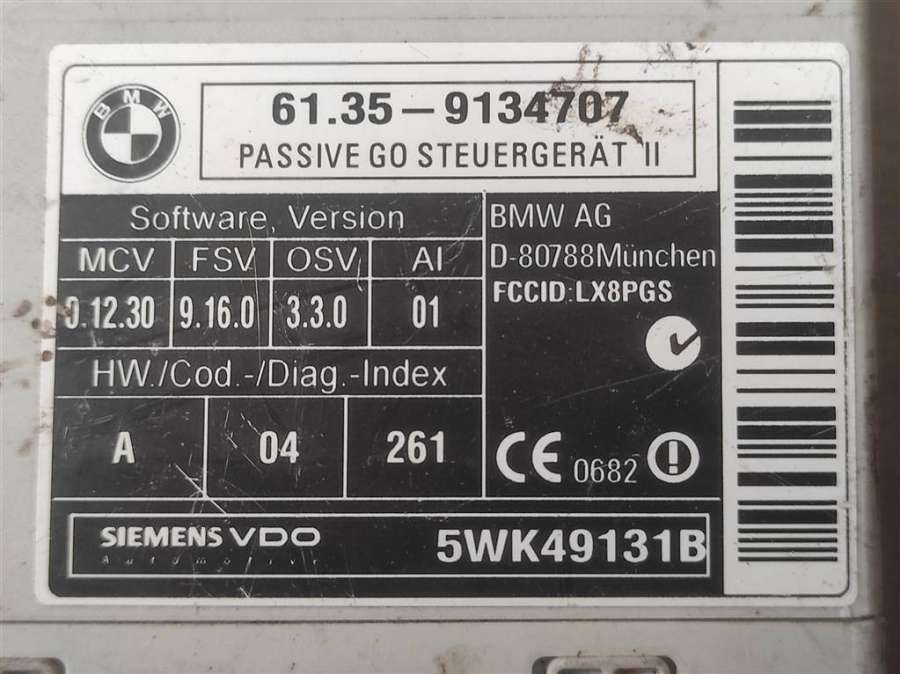 BMW
61.35-9134707
PASSIVE GO STEUERGERÄT II
Software, Version
MCV FSV OSV AI
0.12.30 9.16.0 3.3.0 01
HW./Cod.-/Diag.-Index
A 04 261
BMW AG
D-80788München
FCCID:LX8PGS
CE 0682
SIEMENS VDO
Automotive
5WK49131B